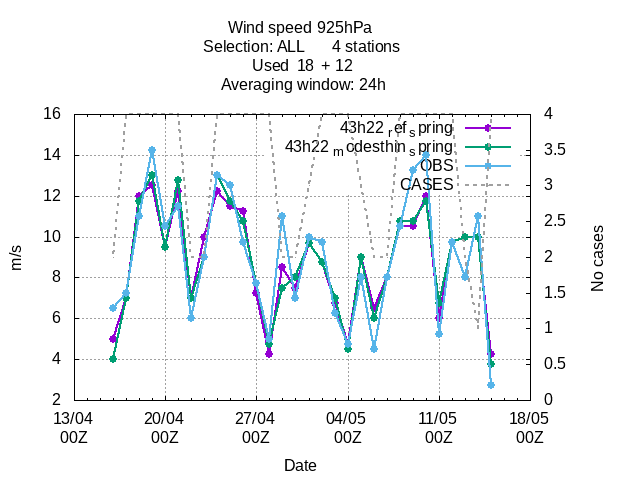 Wind speed 925hPa
Selection: ALL 4 stations
Used 18 + 12
Averaging window: 24h
43h22 ref spring
43h22 modesthin spring
OBS
CASES
16
14
12
10
8
6
4
2
m/s
4
3.5
3
2.5
2
1.5
1
0.5
0
No cases
13/04 20/04 27/04 04/05 11/05 18/05
00Z 00Z 00Z 00Z 00Z 00Z
Date